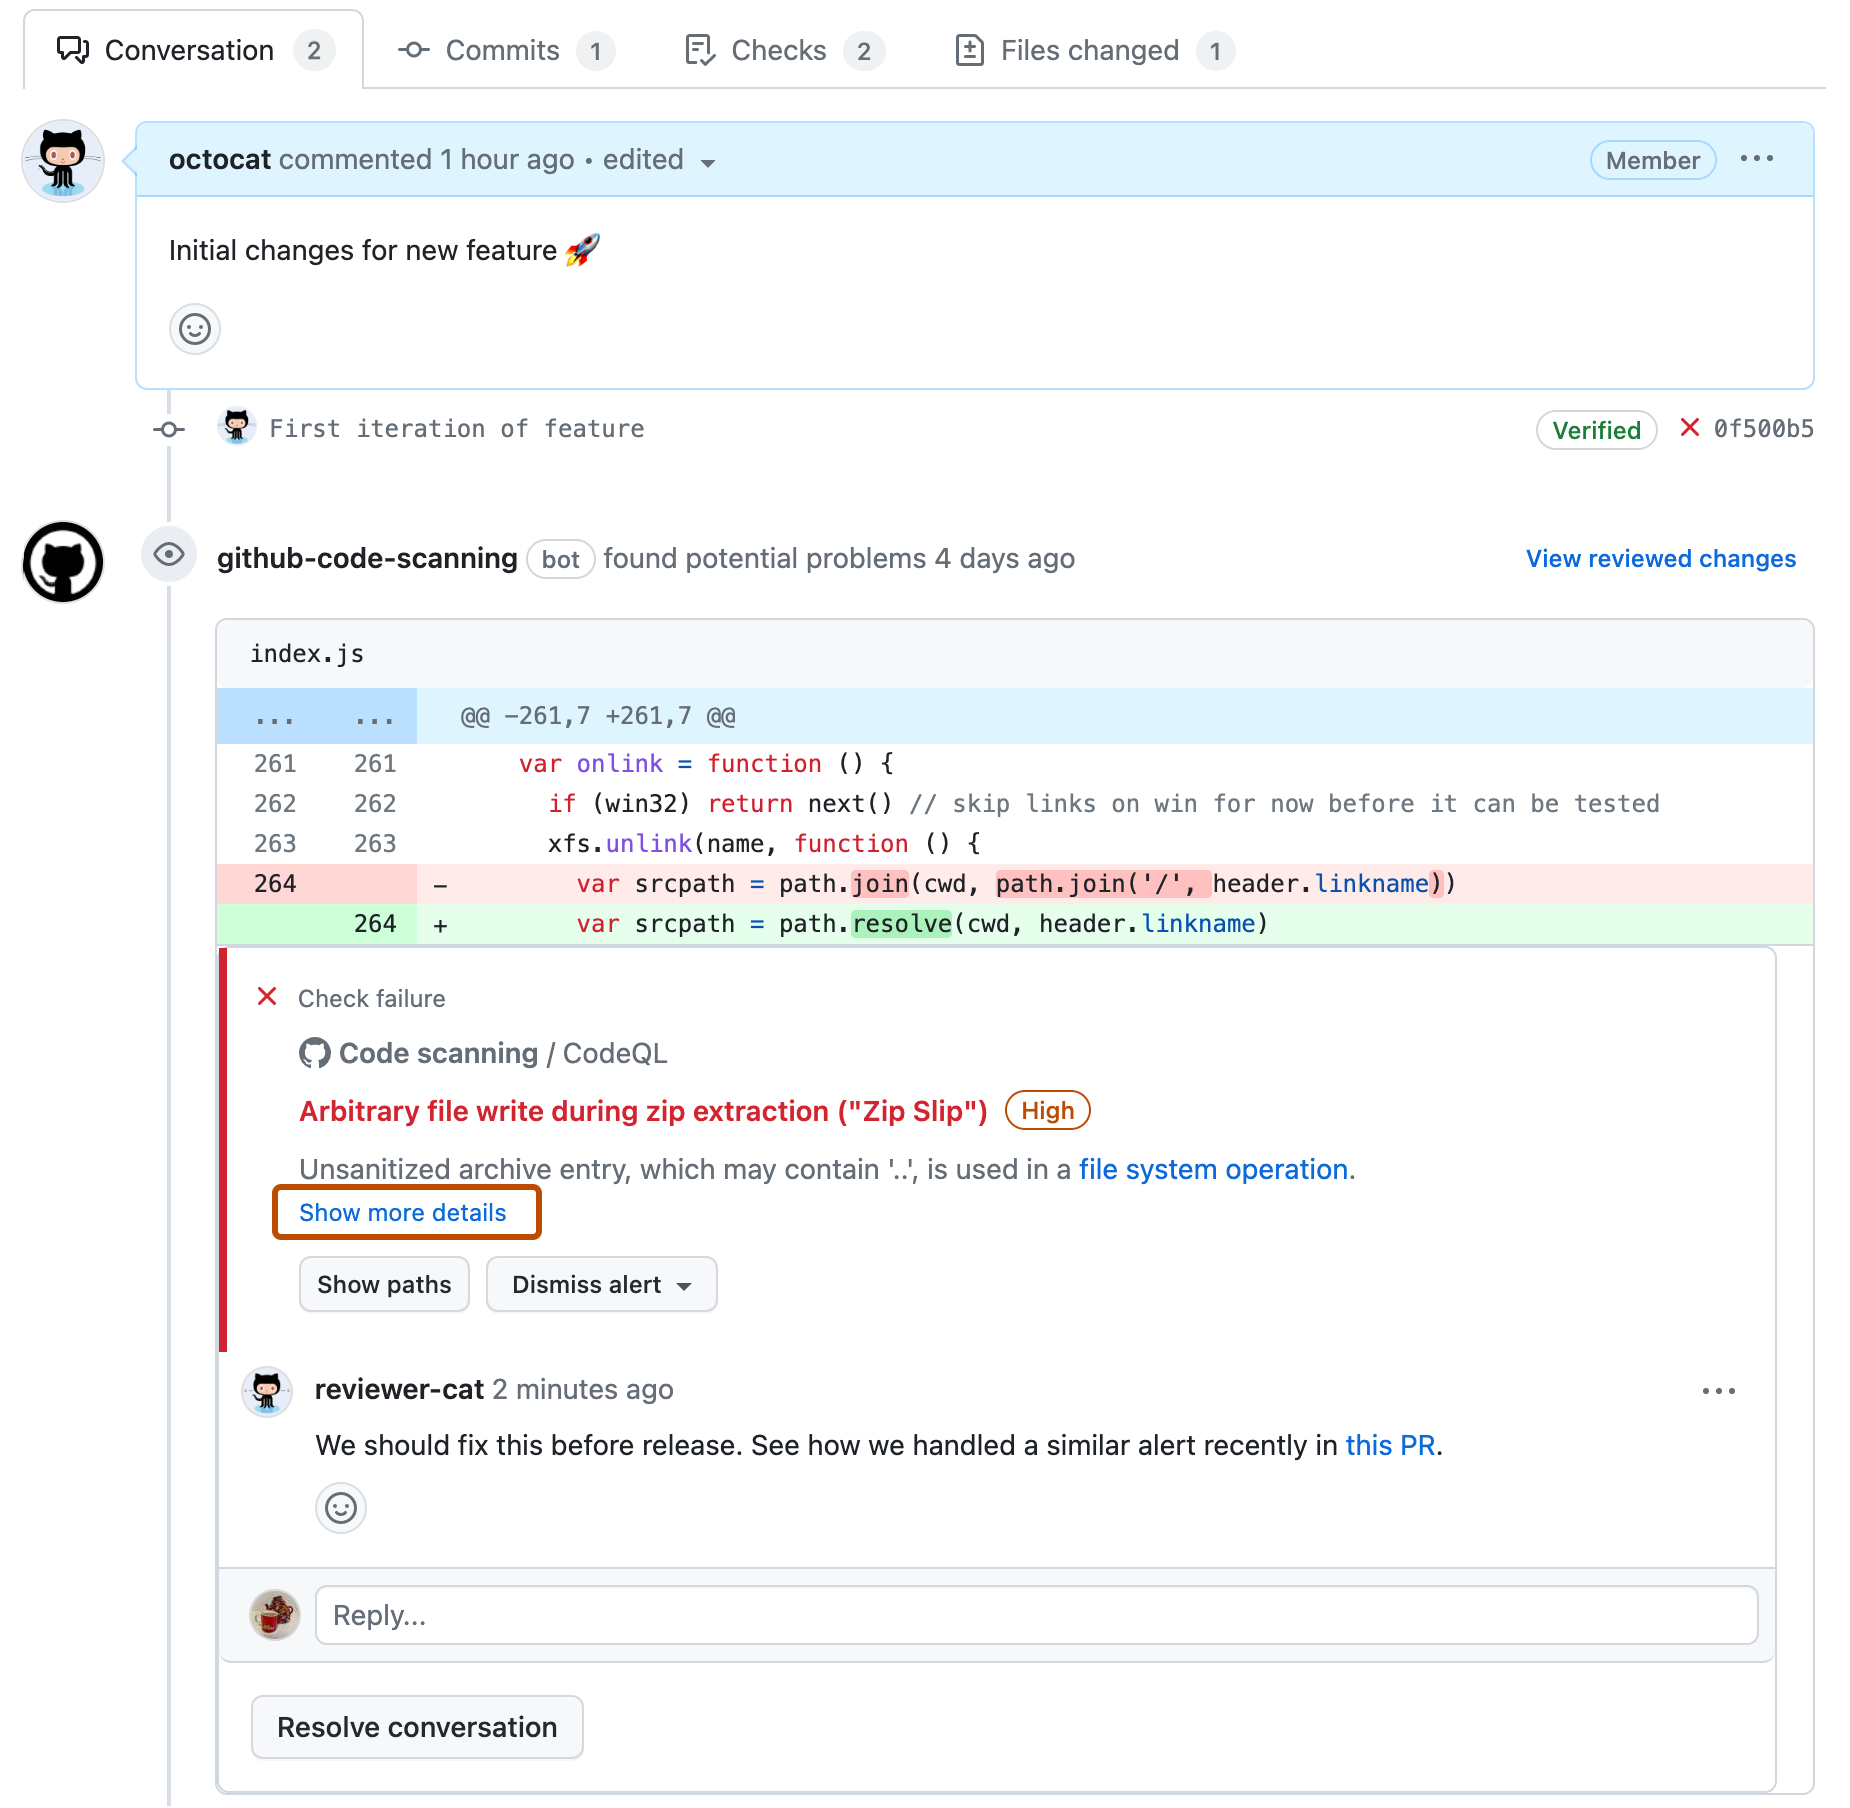 Conversation 2 Commits 1 Checks 2 Files changed 1
octocat commented 1 hour ago • edited Member ···
Initial changes for new feature 🚀
First iteration of feature Verified 0f500b5
github-code-scanning bot found potential problems 4 days ago View reviewed changes
index.js
... ... @@ -261,7 +261,7 @@
261 261 var onlink = function () {
262 262 if (win32) return next() // skip links on win for now before it can be tested
263 263 xfs.unlink(name, function () {
264 - var srcpath = path.join(cwd, path.join('/', header.linkname))
264 + var srcpath = path.resolve(cwd, header.linkname)
Check failure
Code scanning / CodeQL
Arbitrary file write during zip extraction ("Zip Slip") High
Unsanitized archive entry, which may contain '..', is used in a file system operation.
Show more details
Show paths Dismiss alert
reviewer-cat 2 minutes ago ···
We should fix this before release. See how we handled a similar alert recently in this PR.
Reply...
Resolve conversation